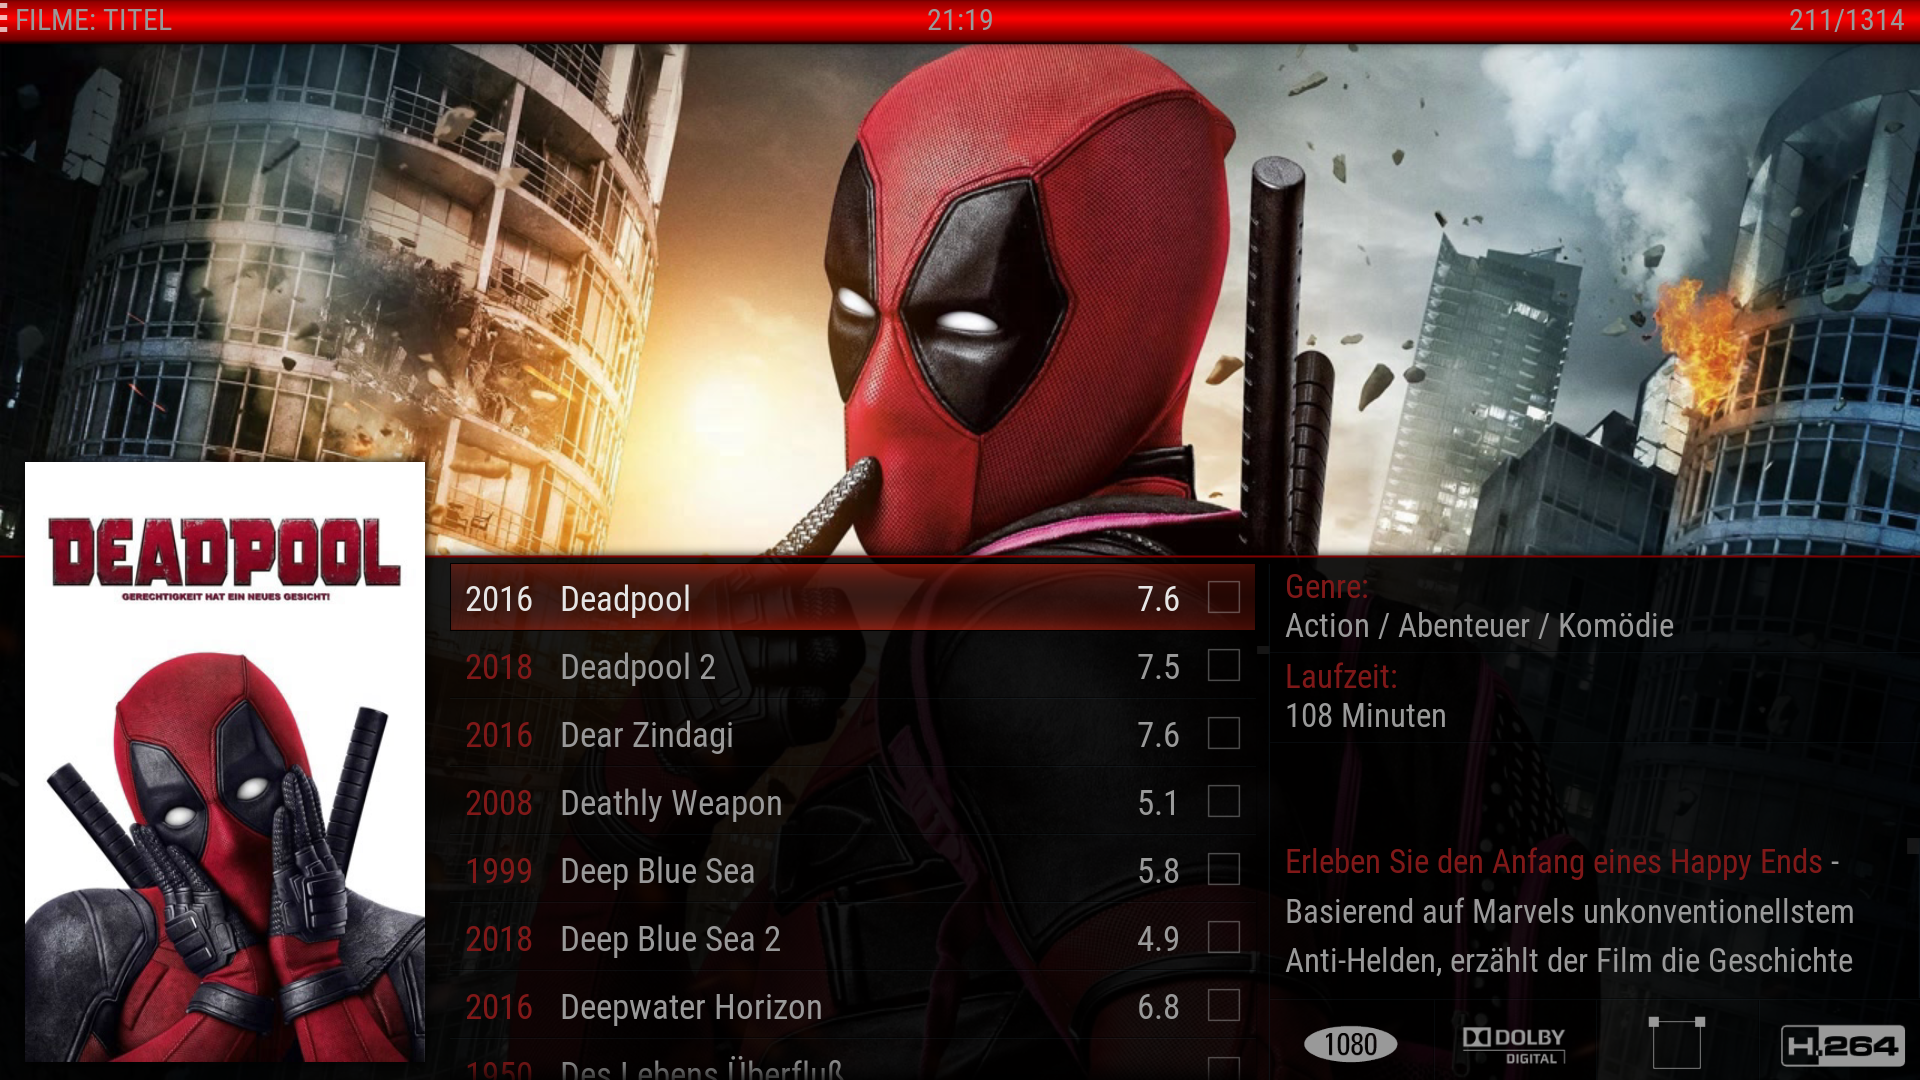 FILME: TITEL
21:19
211/1314
DEADPOOL
GERECHTIGKEIT HAT EIN NEUES GESICHT!
2016 Deadpool 7.6
2018 Deadpool 2 7.5
2016 Dear Zindagi 7.6
2008 Deathly Weapon 5.1
1999 Deep Blue Sea 5.8
2018 Deep Blue Sea 2 4.9
2016 Deepwater Horizon 6.8
1950 Des Lebens Überfluß
Genre:
Action / Abenteuer / Komödie
Laufzeit:
108 Minuten
Erleben Sie den Anfang eines Happy Ends -
Basierend auf Marvels unkonventionellstem
Anti-Helden, erzählt der Film die Geschichte
1080
DOLBY
DIGITAL
H.264